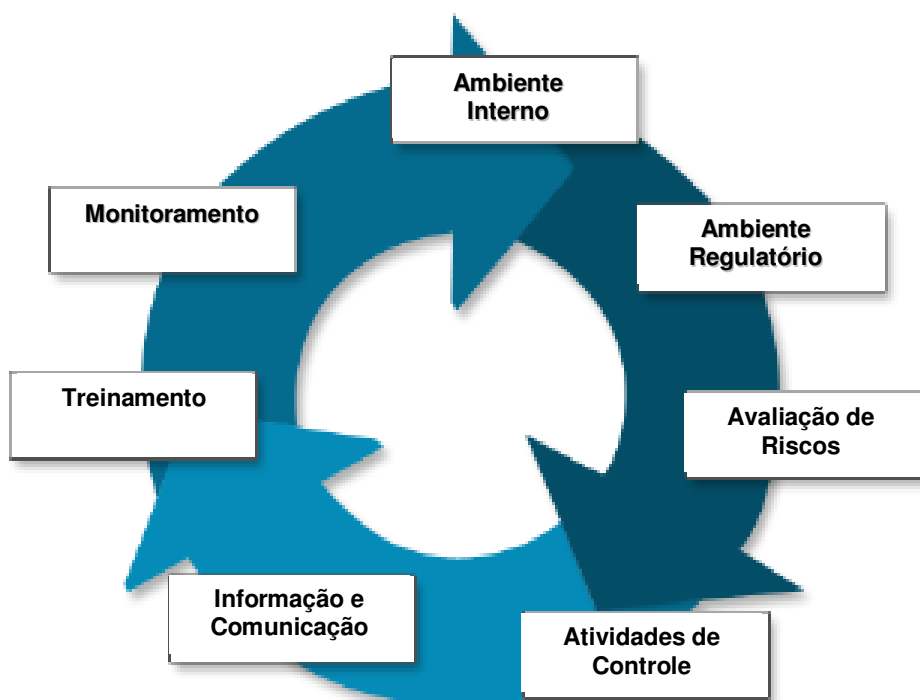 Ambiente
Interno
Ambiente
Regulatório
Avaliação de
Riscos
Atividades de
Controle
Informação e
Comunicação
Treinamento
Monitoramento